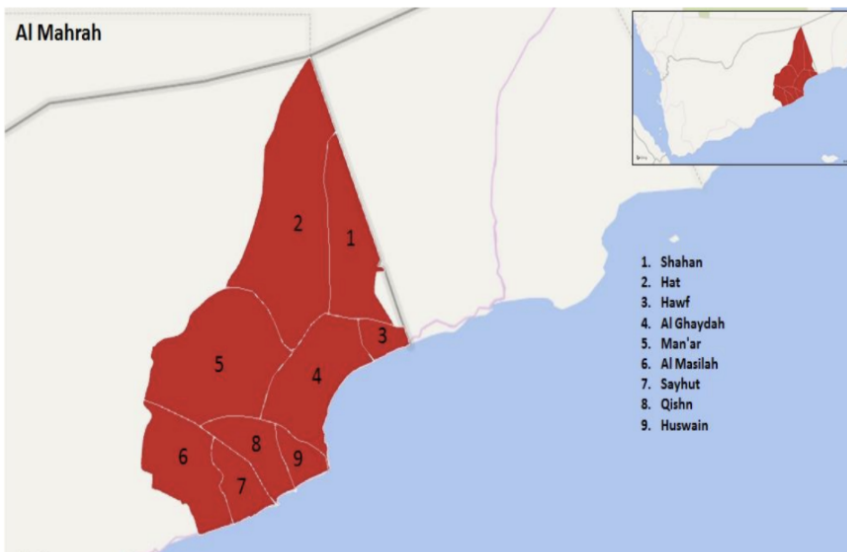 Al Mahrah
2
1
3
5
4
8
6
9
7
1. Shahan
2. Hat
3. Hawf
4. Al Ghaydah
5. Man'ar
6. Al Masilah
7. Sayhut
8. Qishn
9. Huswain